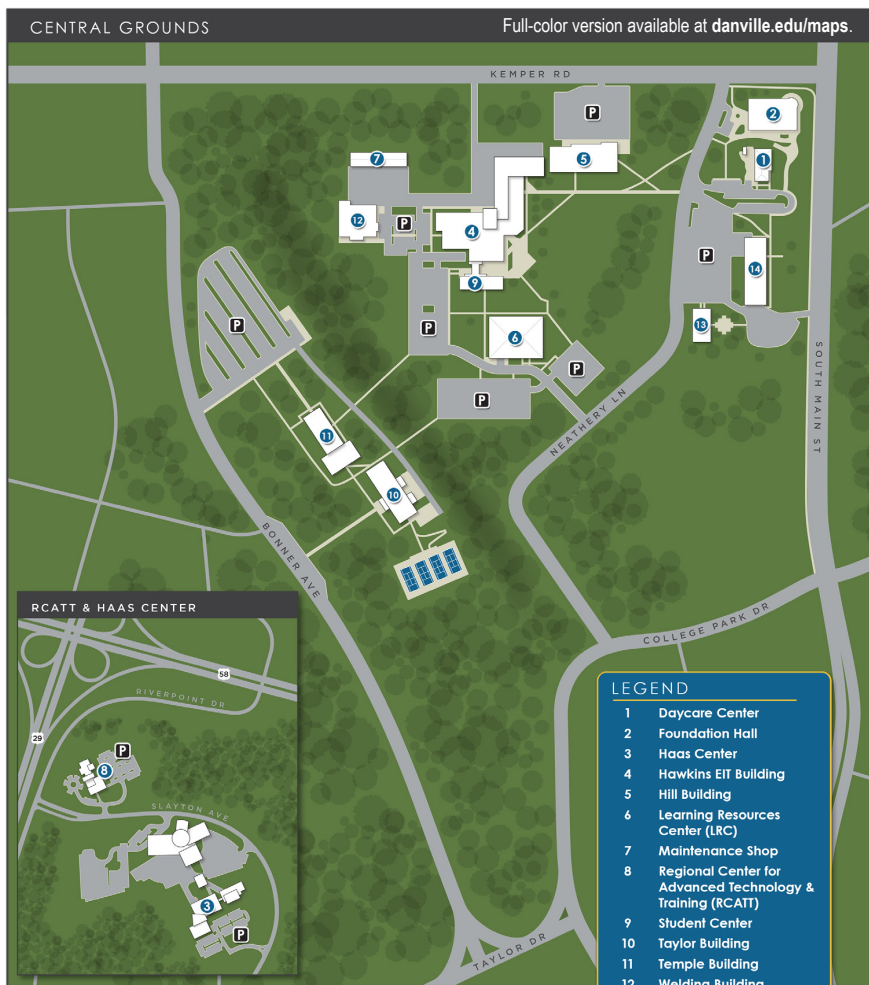 CENTRAL GROUNDS
Full-color version available at danville.edu/maps.
KEMPER RD
P
2
5
7
1
12
P
4
P
14
9
P
13
6
P
P
P
SOUTH MAIN ST
NEATHERY LN
11
10
BONNER AVE
COLLEGE PARK DR
TAYLOR DR
RCATT & HAAS CENTER
58
RIVERPOINT DR
29
P
8
SLAYTON AVE
3
P
LEGEND
1 Daycare Center
2 Foundation Hall
3 Haas Center
4 Hawkins EIT Building
5 Hill Building
6 Learning Resources
Center (LRC)
7 Maintenance Shop
8 Regional Center for
Advanced Technology &
Training (RCATT)
9 Student Center
10 Taylor Building
11 Temple Building
12 Welding Building